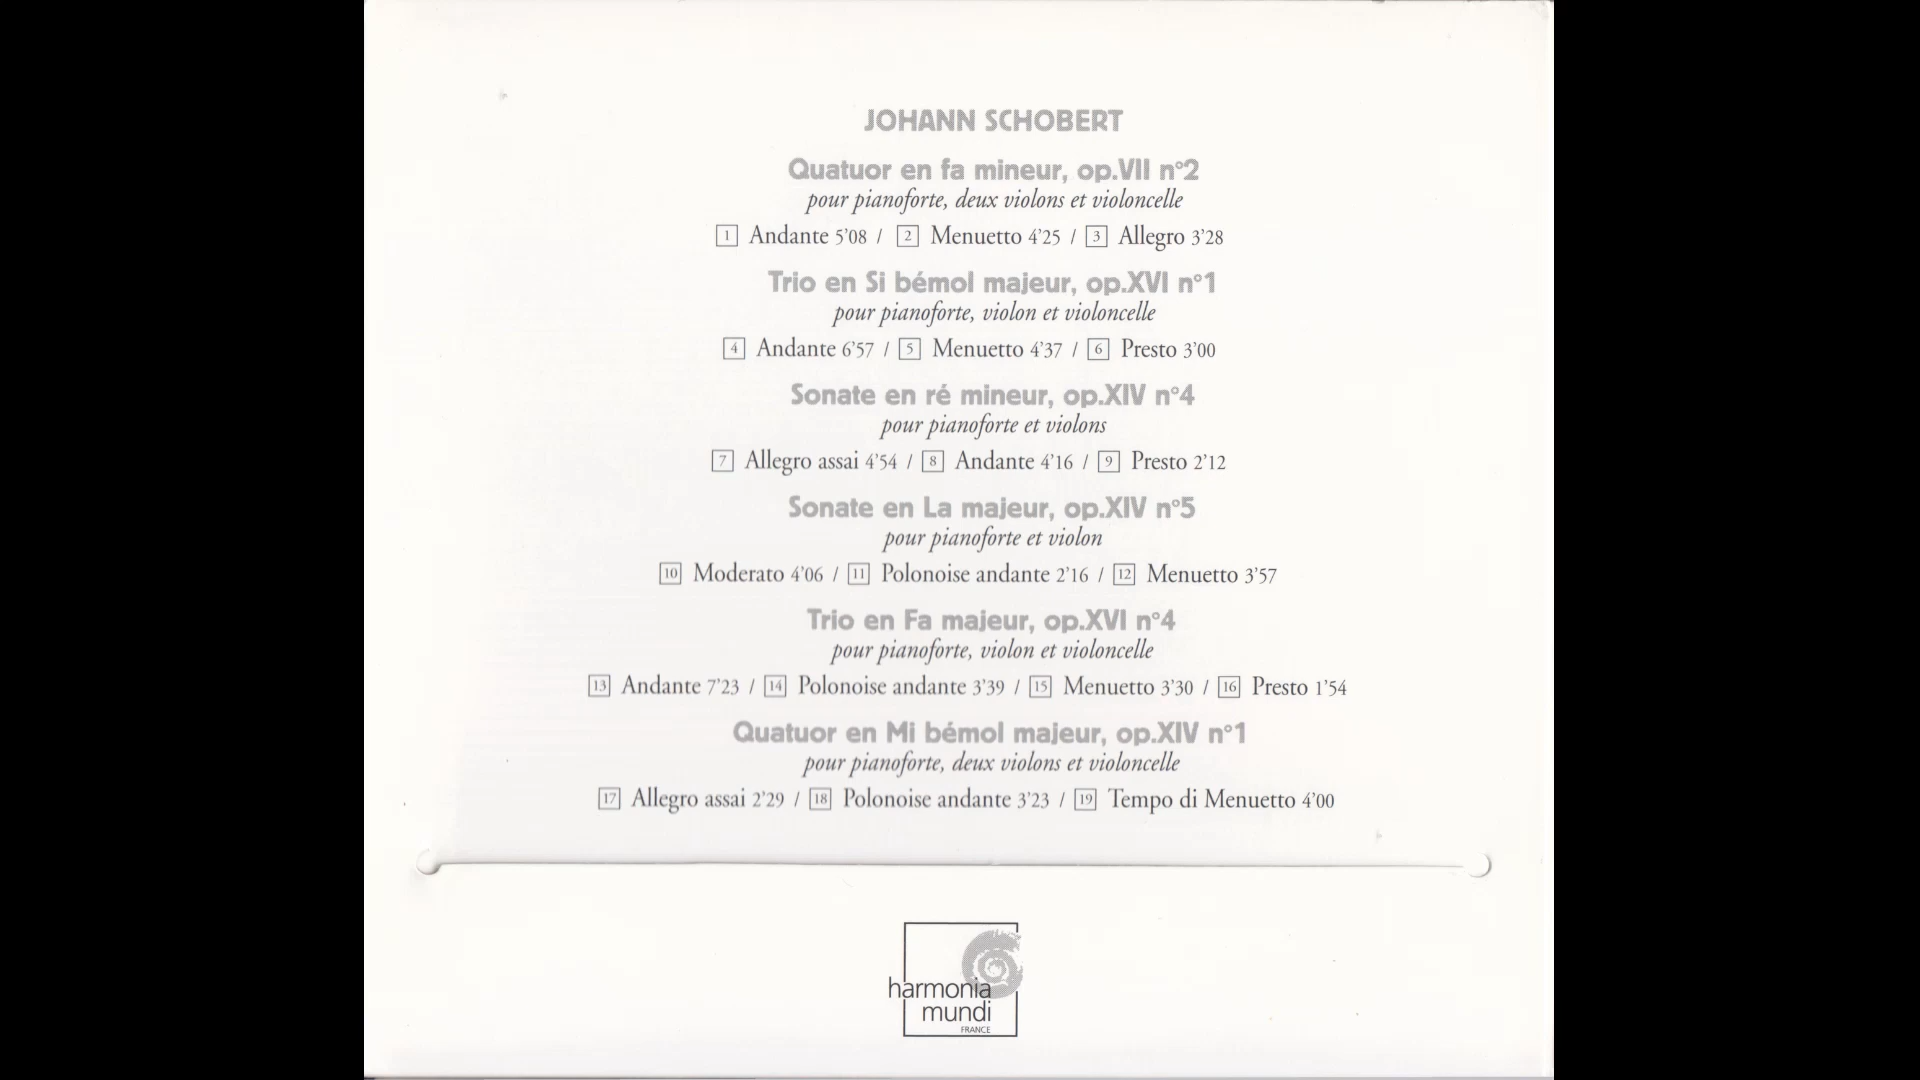 JOHANN SCHOBERT
Quatuor en fa mineur, op.VII n°2
pour pianoforte, deux violons et violoncelle
1 Andante 5’08 / 2 Menuetto 4’25 / 3 Allegro 3’28
Trio en Si bémol majeur, op.XVI n°1
pour pianoforte, violon et violoncelle
4 Andante 6’57 / 5 Menuetto 4’37 / 6 Presto 3’00
Sonate en ré mineur, op.XIV n°4
pour pianoforte et violons
7 Allegro assai 4’54 / 8 Andante 4’16 / 9 Presto 2’12
Sonate en La majeur, op.XIV n°5
pour pianoforte et violon
10 Moderato 4’06 / 11 Polonoise andante 2’16 / 12 Menuetto 3’57
Trio en Fa majeur, op.XVI n°4
pour pianoforte, violon et violoncelle
13 Andante 7’23 / 14 Polonoise andante 3’39 / 15 Menuetto 3’30 / 16 Presto 1’54
Quatuor en Mi bémol majeur, op.XIV n°1
pour pianoforte, deux violons et violoncelle
17 Allegro assai 2’29 / 18 Polonoise andante 3’23 / 19 Tempo di Menuetto 4’00
harmonia
mundi
FRANCE